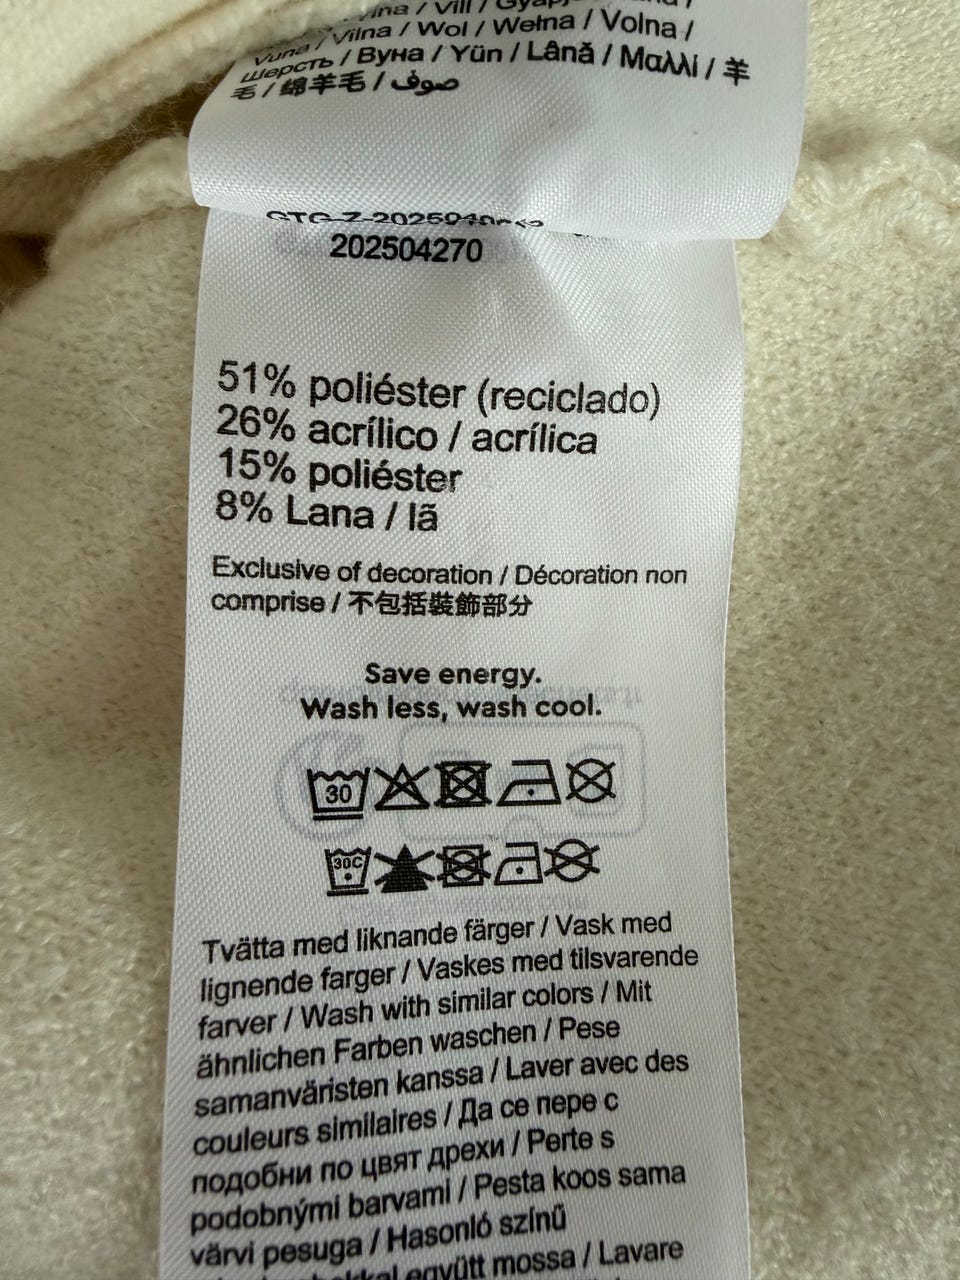 / Vill /
Vuna / Vilna / Wol / Wełna / Volna /
Шерсть / Вуна / Yün / Lână / Μαλλί / 羊
毛 / 绵羊毛 / صوف
202504270
51% poliéster (reciclado)
26% acrílico / acrílica
15% poliéster
8% Lana / lã
Exclusive of decoration / Décoration non
comprise / 不包括裝飾部分
Save energy.
Wash less, wash cool.
30
30C
Tvätta med liknande färger / Vask med
lignende farger / Vaskes med tilsvarende
farver / Wash with similar colors / Mit
ähnlichen Farben waschen / Pese
samanväristen kanssa / Laver avec des
couleurs similaires / Да се пере с
подобни по цвят дрехи / Perte s
podobnými barvami / Pesta koos sama
värvi pesuga / Hasonló színű
együtt mossa / Lavare